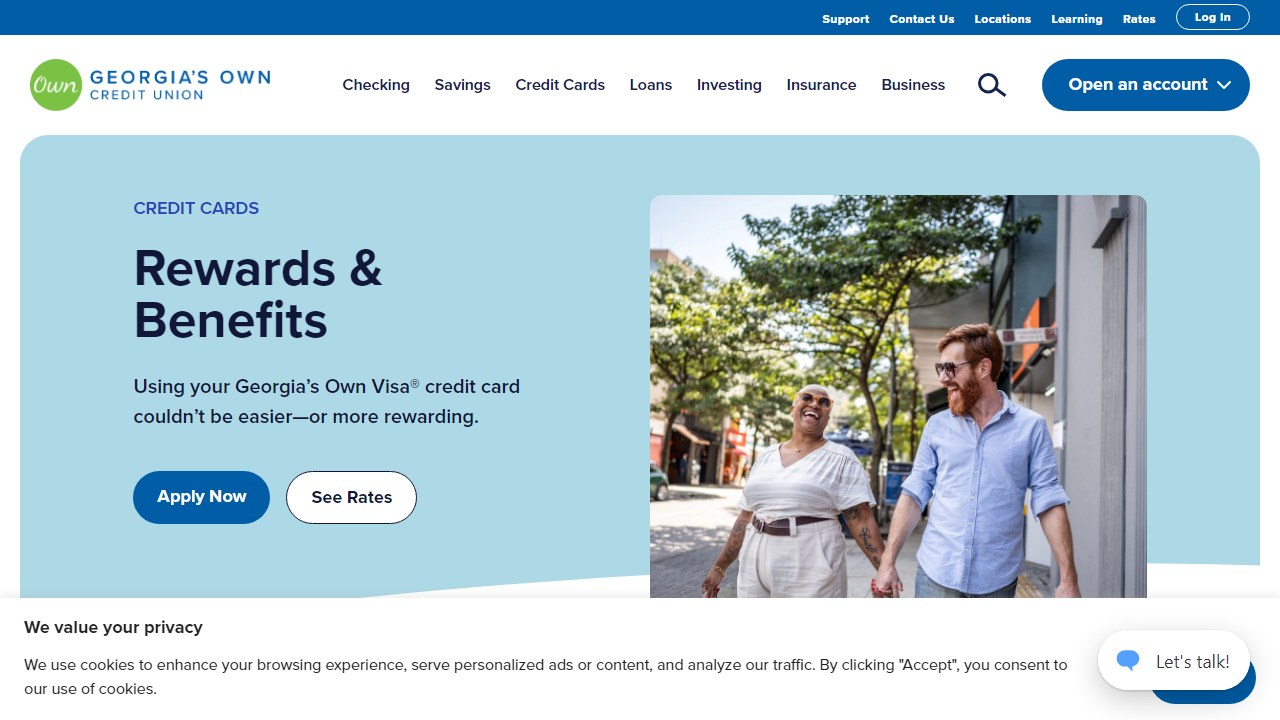 Support Contact Us Locations Learning Rates Log In
Own GEORGIA'S OWN
CREDIT UNION
Checking Savings Credit Cards Loans Investing Insurance Business Open an account
CREDIT CARDS
Rewards &
Benefits
Using your Georgia’s Own Visa® credit card
couldn’t be easier—or more rewarding.
Apply Now See Rates
We value your privacy
We use cookies to enhance your browsing experience, serve personalized ads or content, and analyze our traffic. By clicking "Accept", you consent to
our use of cookies.
Let's talk!